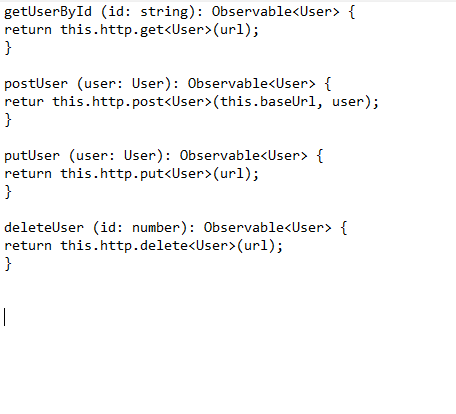 getUserById (id: string): Observable<User> {
return this.http.get<User>(url);
}
postUser (user: User): Observable<User> {
retur this.http.post<User>(this.baseUrl, user);
}
putUser (user: User): Observable<User> {
return this.http.put<User>(url);
}
deleteUser (id: number): Observable<User> {
return this.http.delete<User>(url);
}